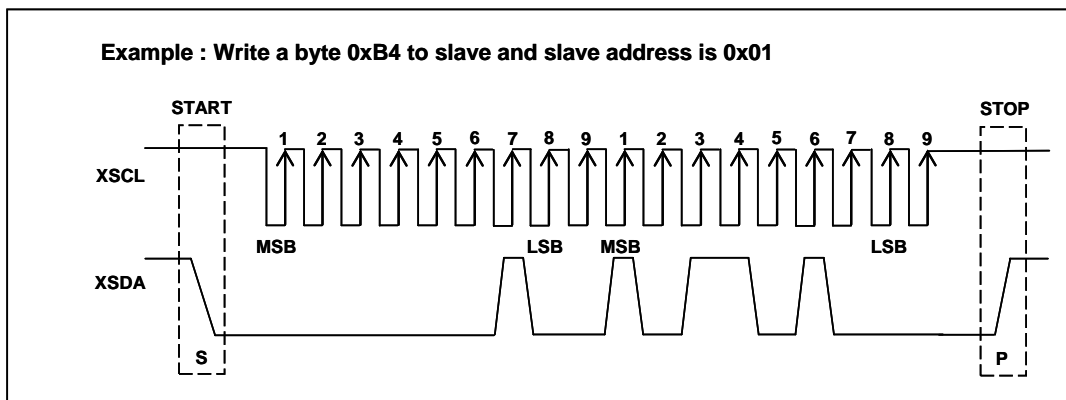 Example : Write a byte 0xB4 to slave and slave address is 0x01
START STOP
1 2 3 4 5 6 7 8 9 1 2 3 4 5 6 7 8 9
XSCL
MSB LSB MSB LSB
XSDA
S P